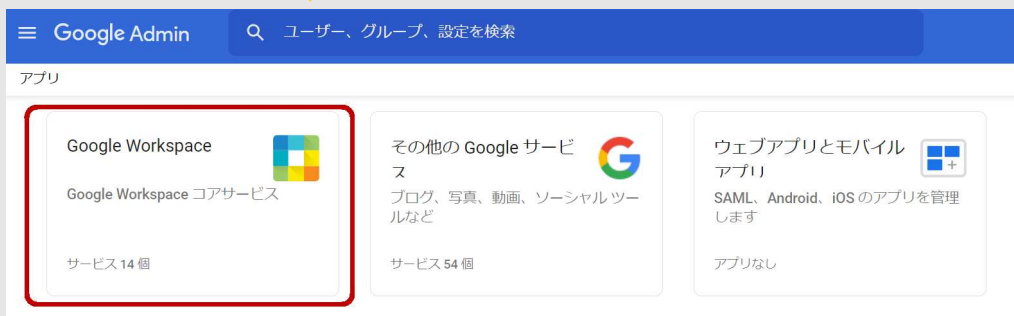 Google Admin
ユーザー、グループ、設定を検索
アプリ
Google Workspace
Google Workspace コアサービス
サービス 14 個
その他の Google サービ
ス
ブログ、写真、動画、ソーシャル ツー
ルなど
サービス 54 個
ウェブアプリとモバイル
アプリ
SAML、Android、iOS のアプリを管理
します
アプリなし